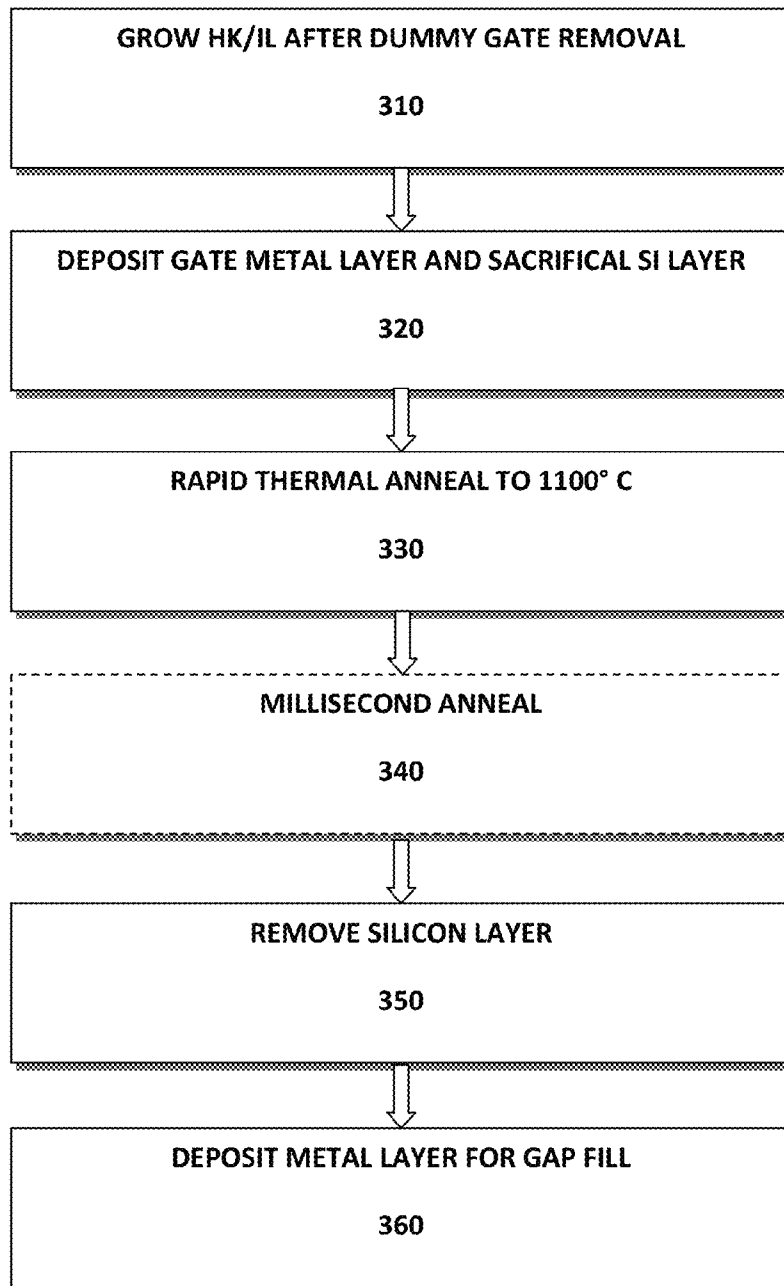 GROW HK/IL AFTER DUMMY GATE REMOVAL
310
DEPOSIT GATE METAL LAYER AND SACRIFICAL SI LAYER
320
RAPID THERMAL ANNEAL TO 1100° C
330
MILLISECOND ANNEAL
340
REMOVE SILICON LAYER
350
DEPOSIT METAL LAYER FOR GAP FILL
360